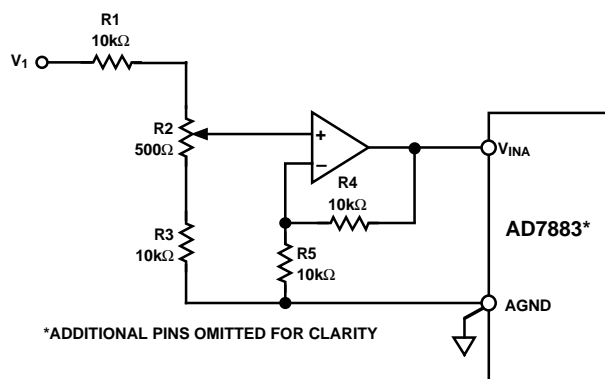 R1
10kΩ
V1
R2
500Ω
+
–
R4
10kΩ
VINA
AD7883*
R3
10kΩ
R5
10kΩ
AGND
*ADDITIONAL PINS OMITTED FOR CLARITY